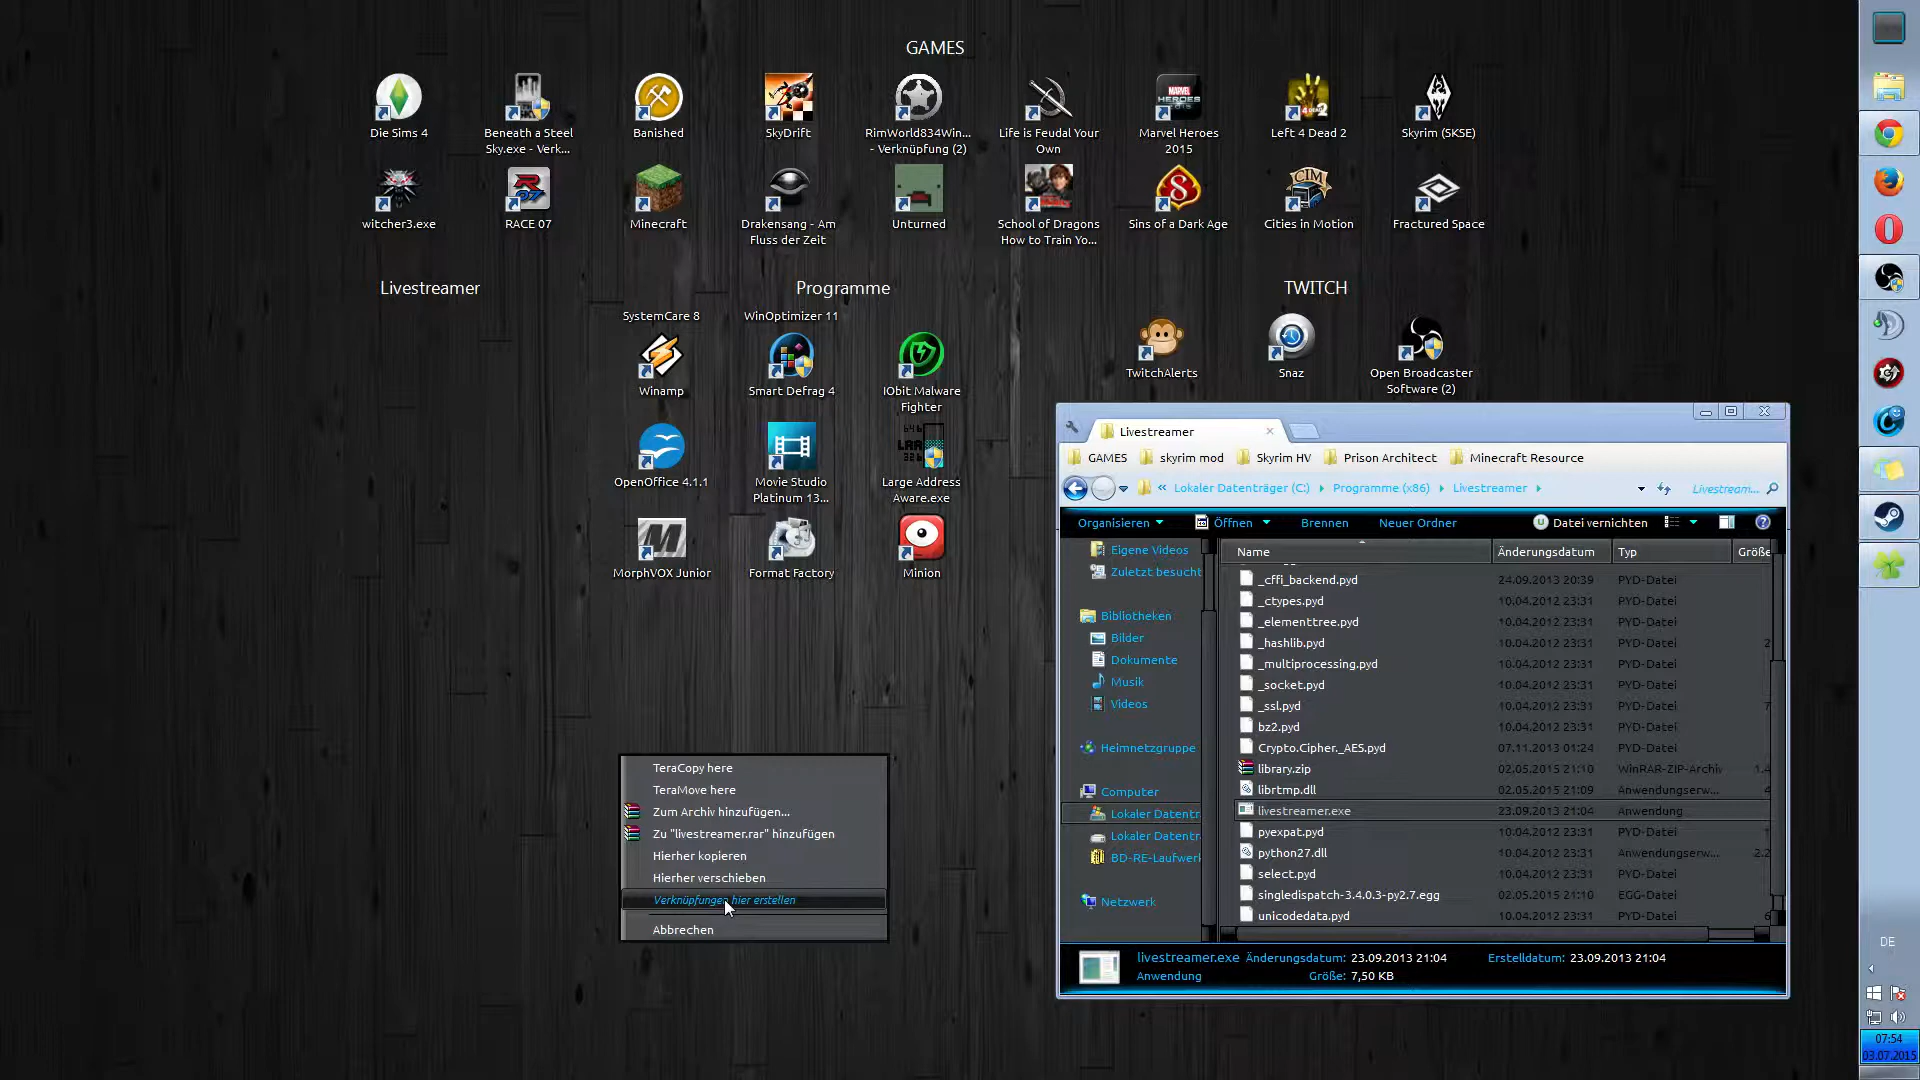 GAMES
Die Sims 4
Beneath a Steel
Sky.exe - Verk...
Banished
SkyDrift
RimWorld834Win...
- Verknüpfung (2)
Life is Feudal Your
Own
Marvel Heroes
2015
Left 4 Dead 2
Skyrim (SKSE)
witcher3.exe
RACE 07
Minecraft
Drakensang - Am
Fluss der Zeit
Unturned
School of Dragons
How to Train Yo...
Sins of a Dark Age
Cities in Motion
Fractured Space
Livestreamer
Programme
TWITCH
SystemCare 8
WinOptimizer 11
Winamp
Smart Defrag 4
IObit Malware
Fighter
TwitchAlerts
Snaz
Open Broadcaster
Software (2)
OpenOffice 4.1.1
Movie Studio
Platinum 13...
Large Address
Aware.exe
MorphVOX Junior
Format Factory
Minion
TeraCopy here
TeraMove here
Zum Archiv hinzufügen...
Zu "livestreamer.rar" hinzufügen
Hierher kopieren
Hierher verschieben
Verknüpfungen hier erstellen
Abbrechen
Livestreamer
GAMES skyrim mod Skyrim HV Prison Architect Minecraft Resource
« Lokaler Datenträger (C:) Programme (x86) Livestreamer Livestream...
Organisieren Öffnen Brennen Neuer Ordner Datei vernichten
Eigene Videos
Zuletzt besucht
Bibliotheken
Bilder
Dokumente
Musik
Videos
Heimnetzgruppe
Computer
Lokaler Datentr
Lokaler Datentr
BD-RE-Laufwerk
Netzwerk
Name Änderungsdatum Typ Größe
_cffi_backend.pyd 24.09.2013 20:39 PYD-Datei
_ctypes.pyd 10.04.2012 23:31 PYD-Datei
_elementtree.pyd 10.04.2012 23:31 PYD-Datei
_hashlib.pyd 10.04.2012 23:31 PYD-Datei 2
_multiprocessing.pyd 10.04.2012 23:31 PYD-Datei
_socket.pyd 10.04.2012 23:31 PYD-Datei
_ssl.pyd 10.04.2012 23:31 PYD-Datei 7
bz2.pyd 10.04.2012 23:31 PYD-Datei
Crypto.Cipher._AES.pyd 07.11.2013 01:24 PYD-Datei
library.zip 02.05.2015 21:10 WinRAR-ZIP-Archiv 1.4
librtmp.dll 02.05.2015 21:09 Anwendungserw... 4
livestreamer.exe 23.09.2013 21:04 Anwendung
pyexpat.pyd 10.04.2012 23:31 PYD-Datei 1
python27.dll 10.04.2012 23:31 Anwendungserw... 2.2
select.pyd 10.04.2012 23:31 PYD-Datei
singledispatch-3.4.0.3-py2.7.egg 02.05.2015 21:10 EGG-Datei
unicodedata.pyd 10.04.2012 23:31 PYD-Datei 6
livestreamer.exe Änderungsdatum: 23.09.2013 21:04 Erstelldatum: 23.09.2013 21:04
Anwendung Größe: 7,50 KB
DE
07:54
03.07.2015